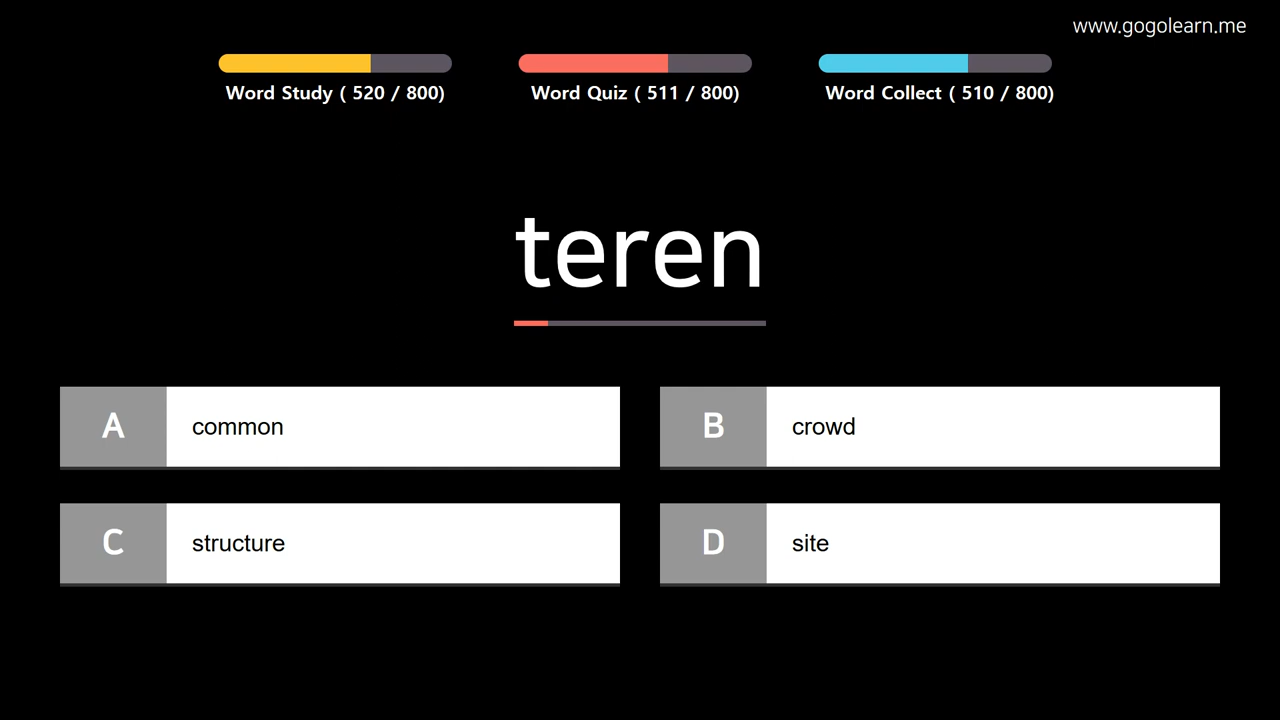 www.gogolearn.me
Word Study ( 520 / 800)
Word Quiz ( 511 / 800)
Word Collect ( 510 / 800)
teren
A common
B crowd
C structure
D site